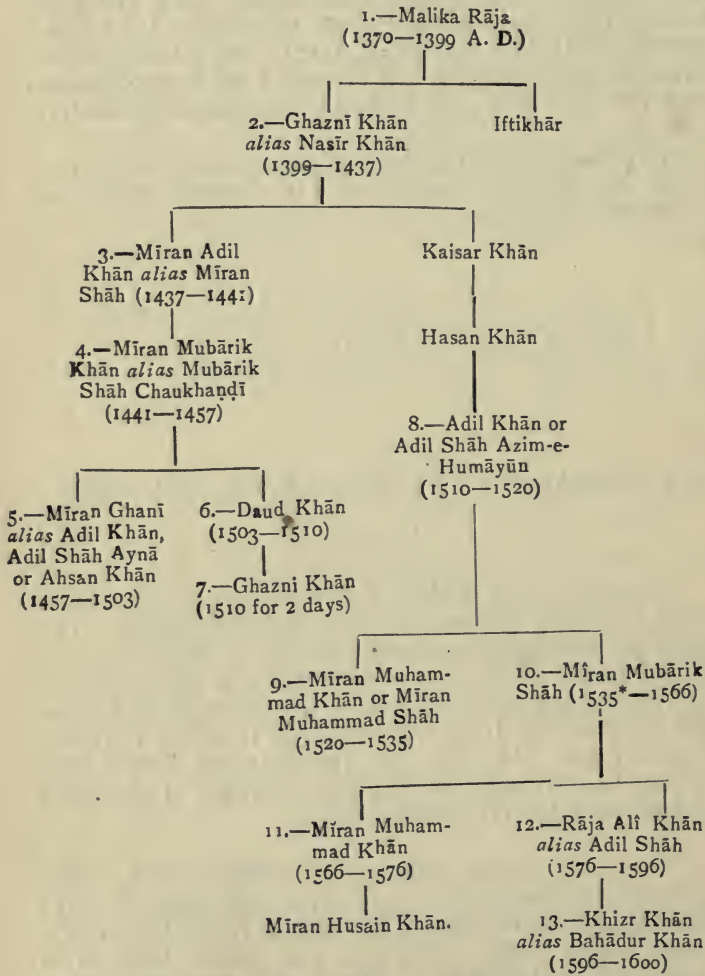 1.—Malika Rāja
(1370—1399 A. D.)
2.—Ghaznī Khān
alias Nasīr Khān
(1399—1437)
Iftikhār
3.—Mīran Adil
Khān alias Mīran
Shāh (1437—1441)
Kaisar Khān
4.—Mīran Mubārik
Khān alias Mubārik
Shāh Chaukhaṇḍī
(1441—1457)
Hasan Khān
8.—Adil Khān or
Adil Shāh Azim-e-
Humāyūn
(1510—1520)
5.—Mīran Ghanī
alias Adil Khān,
Adil Shāh Aynā
or Ahsan Khān
(1457—1503)
6.—Daud Khān
(1503—1510)
7.—Ghazni Khān
(1510 for 2 days)
9.—Mīran Muham-
mad Khān or Mīran
Muhammad Shāh
(1520—1535)
10.—Mîran Mubārik
Shāh (1535*—1566)
11.—Mīran Muham-
mad Khān
(1566—1576)
12.—Rāja Alî Khān
alias Adil Shāh
(1576—1596)
Mīran Husain Khān.
13.—Khizr Khān
alias Bahādur Khān
(1596—1600)